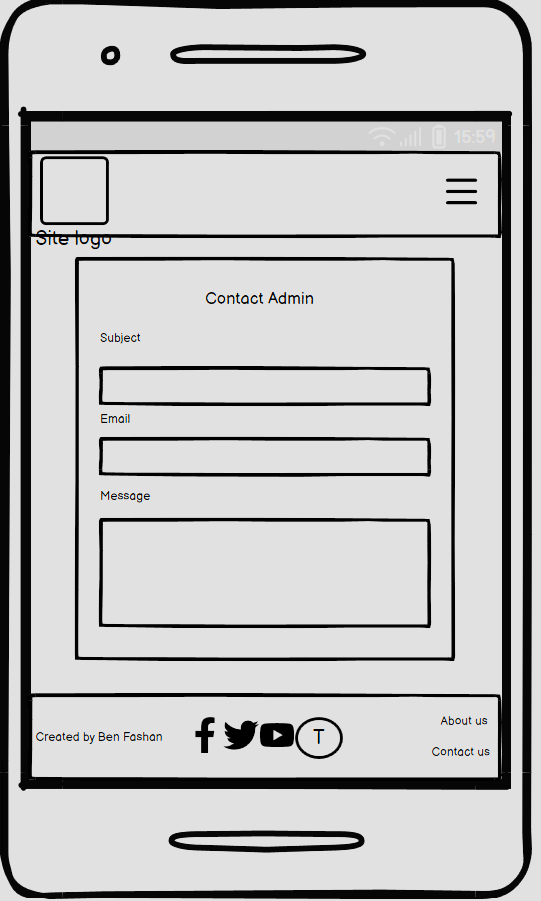 15:59
Site logo
Contact Admin
Subject
Email
Message
About us
Created by Ben Fashan
T
Contact us